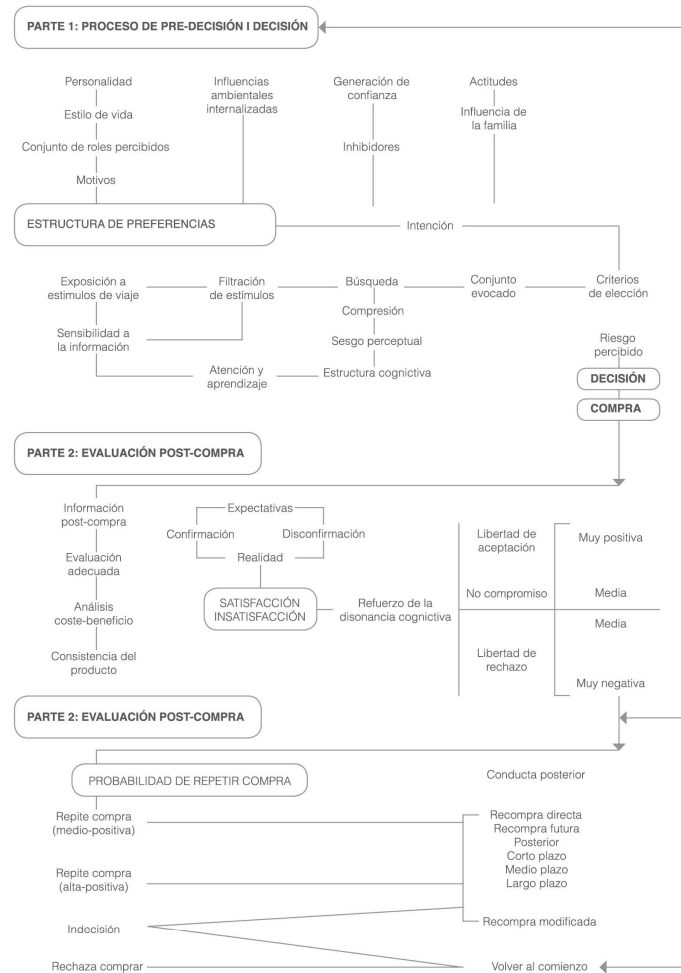 PARTE 1: PROCESO DE PRE-DECISIÓN I DECISIÓN
Personalidad
Estilo de vida
Conjunto de roles percibidos
Motivos
Influencias
ambientales
internalizadas
Generación de
confianza
Inhibidores
Actitudes
Influencia de
la familia
ESTRUCTURA DE PREFERENCIAS
Intención
Exposición a
estimulos de viaje
Filtración
de estímulos
Búsqueda
Conjunto
evocado
Criterios
de elección
Compresión
Sensibilidad a
la información
Sesgo perceptual
Atención y
aprendizaje
Estructura cognictiva
Riesgo
percibido
DECISIÓN
COMPRA
PARTE 2: EVALUACIÓN POST-COMPRA
Información
post-compra
Evaluación
adecuada
Análisis
coste-beneficio
Consistencia del
producto
Expectativas
Confirmación
Disconfirmación
Realidad
SATISFACCIÓN
INSATISFACCIÓN
Refuerzo de la
disonancia cognictiva
Libertad de
aceptación
No compromiso
Libertad de
rechazo
Muy positiva
Media
Media
Muy negativa
PARTE 2: EVALUACIÓN POST-COMPRA
PROBABILIDAD DE REPETIR COMPRA
Conducta posterior
Repite compra
(medio-positiva)
Repite compra
(alta-positiva)
Indecisión
Rechaza comprar
Recompra directa
Recompra futura
Posterior
Corto plazo
Medio plazo
Largo plazo
Recompra modificada
Volver al comienzo